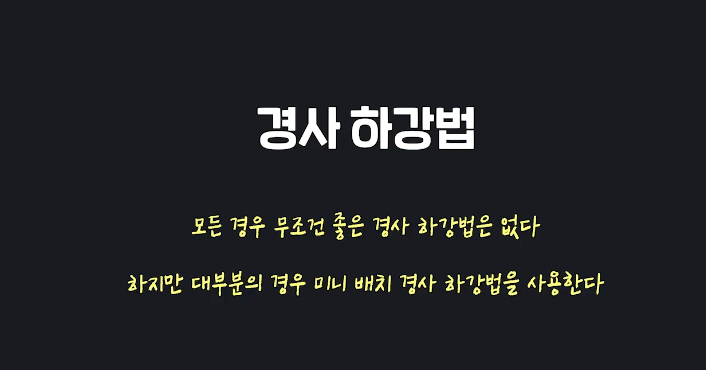 경사 하강법
모든 경우 무조건 좋은 경사 하강법은 없다
하지만 대부분의 경우 미니 배치 경사 하강법을 사용한다